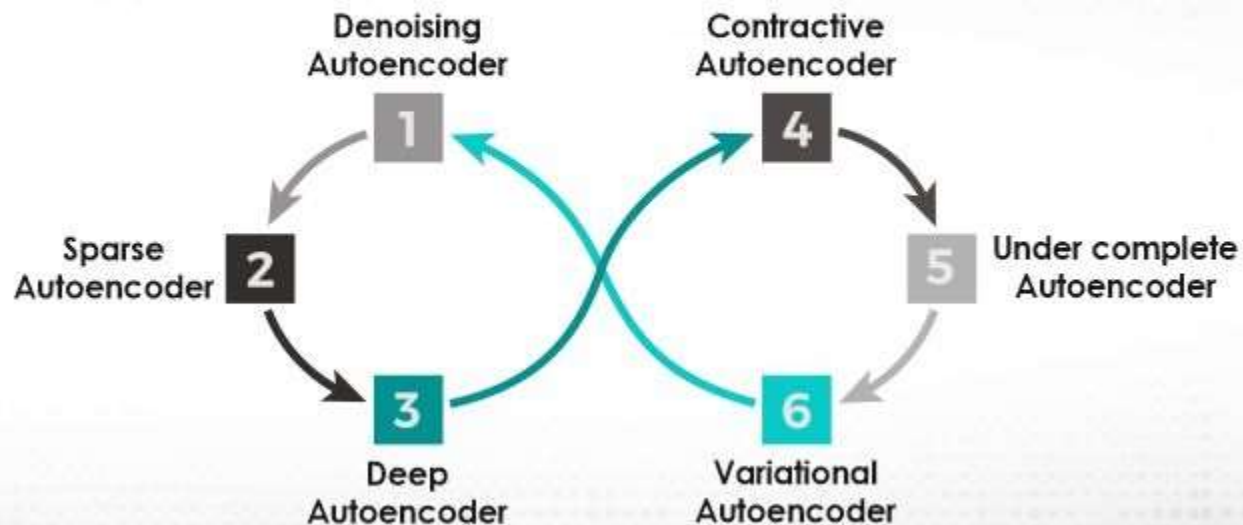 Denoising
Autoencoder
1
Sparse
Autoencoder
2
3
Deep
Autoencoder
Contractive
Autoencoder
4
5
Under complete
Autoencoder
6
Variational
Autoencoder